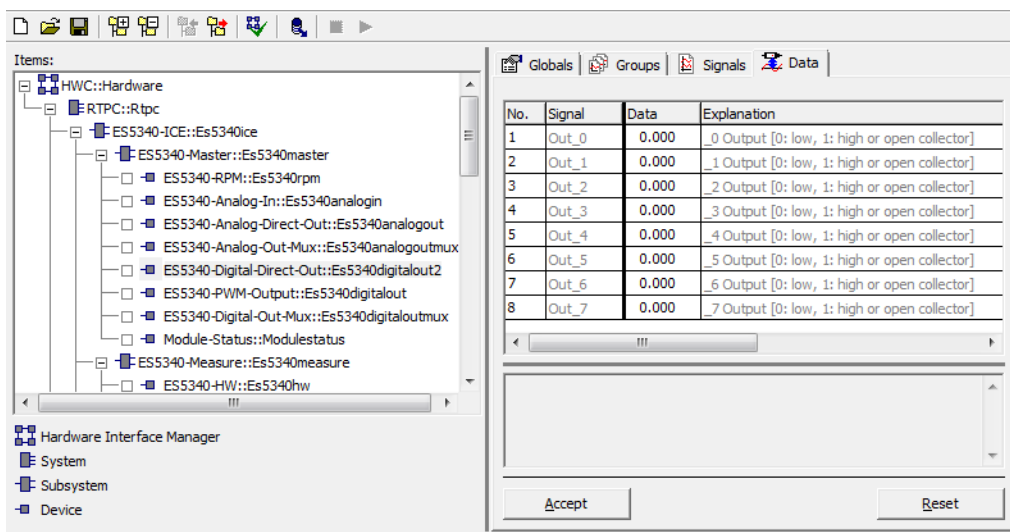 Items:
HWC::Hardware
RTPC::Rtpc
ES5340-ICE::Es5340ice
ES5340-Master::Es5340master
ES5340-RPM::Es5340rpm
ES5340-Analog-In::Es5340analogin
ES5340-Analog-Direct-Out::Es5340analogout
ES5340-Analog-Out-Mux::Es5340analogoutmux
ES5340-Digital-Direct-Out::Es5340digitalout2
ES5340-PWM-Output::Es5340digitalout
ES5340-Digital-Out-Mux::Es5340digitaloutmux
Module-Status::Modulestatus
ES5340-Measure::Es5340measure
ES5340-HW::Es5340hw
Hardware Interface Manager
System
Subsystem
Device
Globals Groups Signals Data
No. Signal Data Explanation
1 Out_0 0.000 _0 Output [0: low, 1: high or open collector]
2 Out_1 0.000 _1 Output [0: low, 1: high or open collector]
3 Out_2 0.000 _2 Output [0: low, 1: high or open collector]
4 Out_3 0.000 _3 Output [0: low, 1: high or open collector]
5 Out_4 0.000 _4 Output [0: low, 1: high or open collector]
6 Out_5 0.000 _5 Output [0: low, 1: high or open collector]
7 Out_6 0.000 _6 Output [0: low, 1: high or open collector]
8 Out_7 0.000 _7 Output [0: low, 1: high or open collector]
Accept Reset